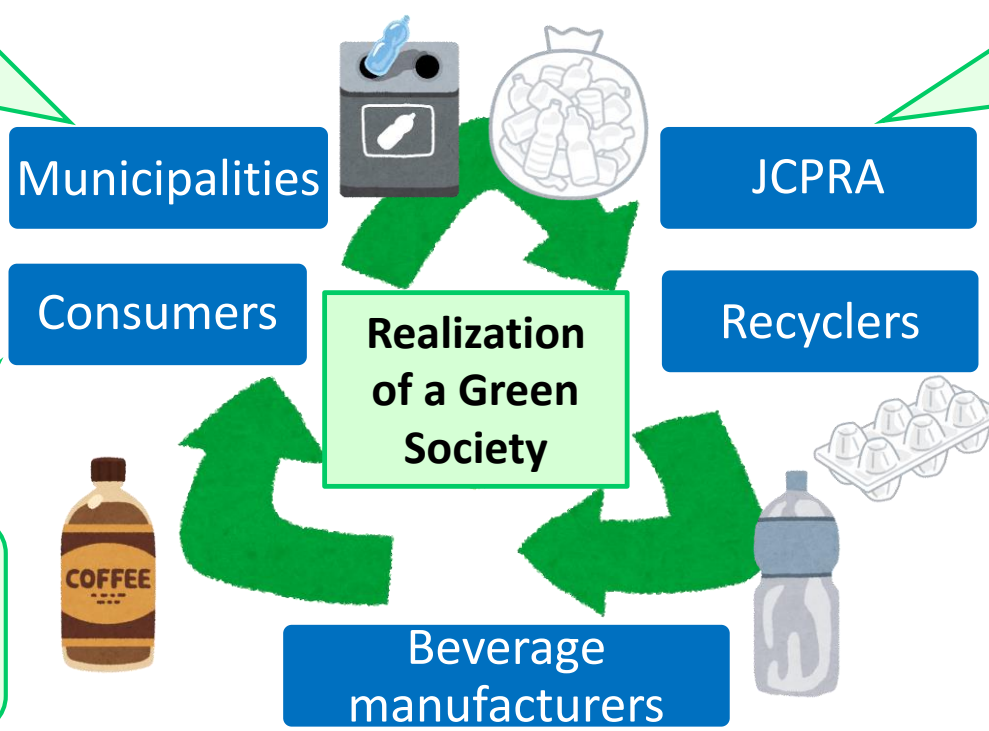 Municipalities
JCPRA
Consumers
Recyclers
Realization
of a Green
Society
COFFEE
Beverage
manufacturers